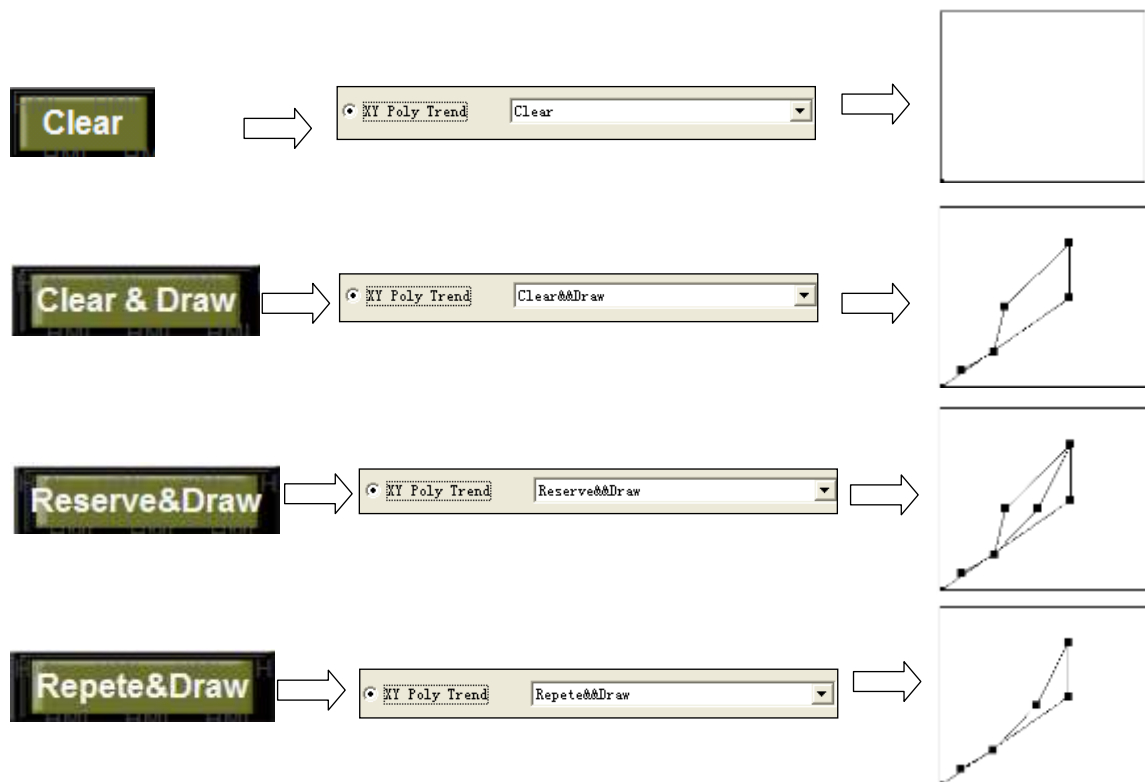 Clear
XY Poly Trend Clear
Clear & Draw
XY Poly Trend Clear&&Draw
Reserve&Draw
XY Poly Trend Reserve&&Draw
Repete&Draw
XY Poly Trend Repete&&Draw